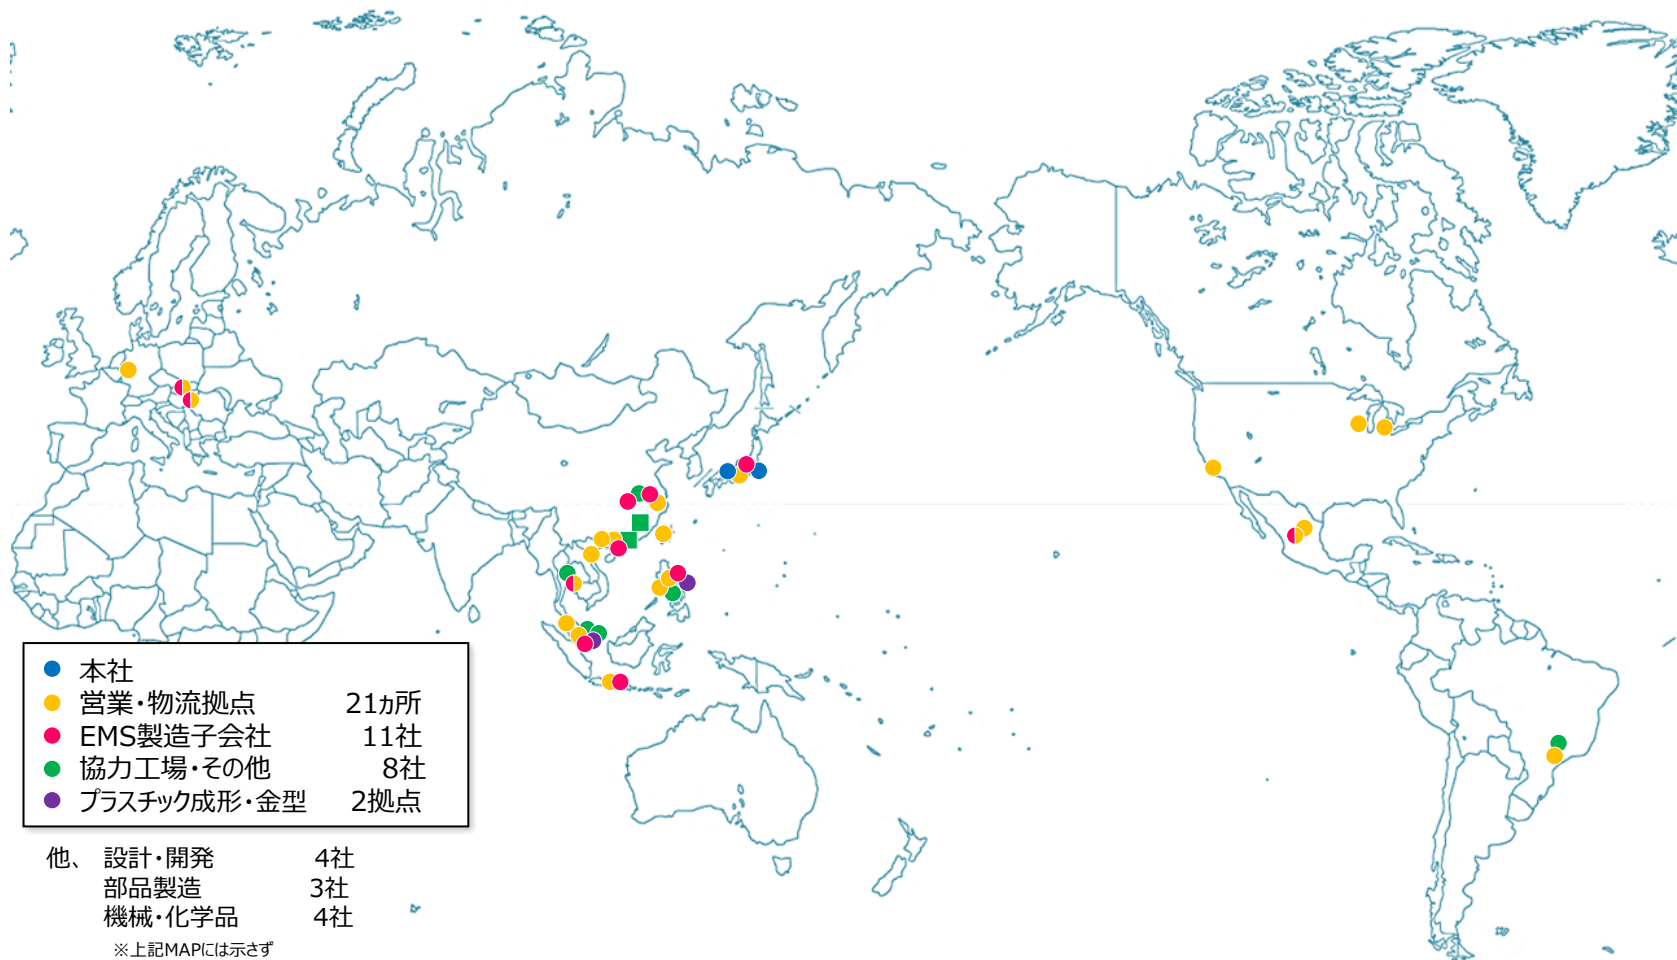 本社
営業・物流拠点 21ヵ所
EMS製造子会社 11社
協力工場・その他 8社
プラスチック成形・金型 2拠点
他、 設計・開発 4社
部品製造 3社
機械・化学品 4社
※上記MAPには示さず